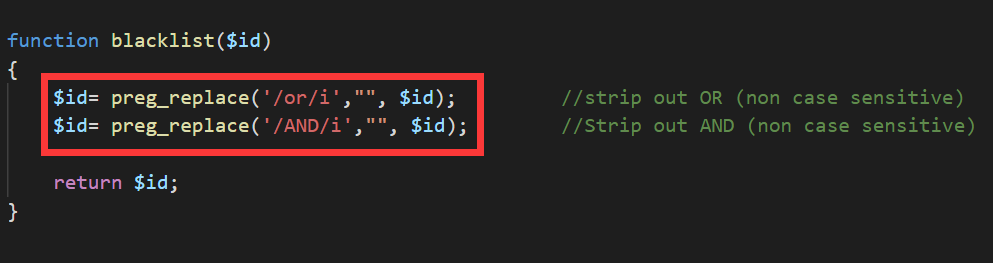 function blacklist($id)
{
$id= preg_replace('/or/i',"", $id); //strip out OR (non case sensitive)
$id= preg_replace('/AND/i',"", $id); //Strip out AND (non case sensitive)
return $id;
}